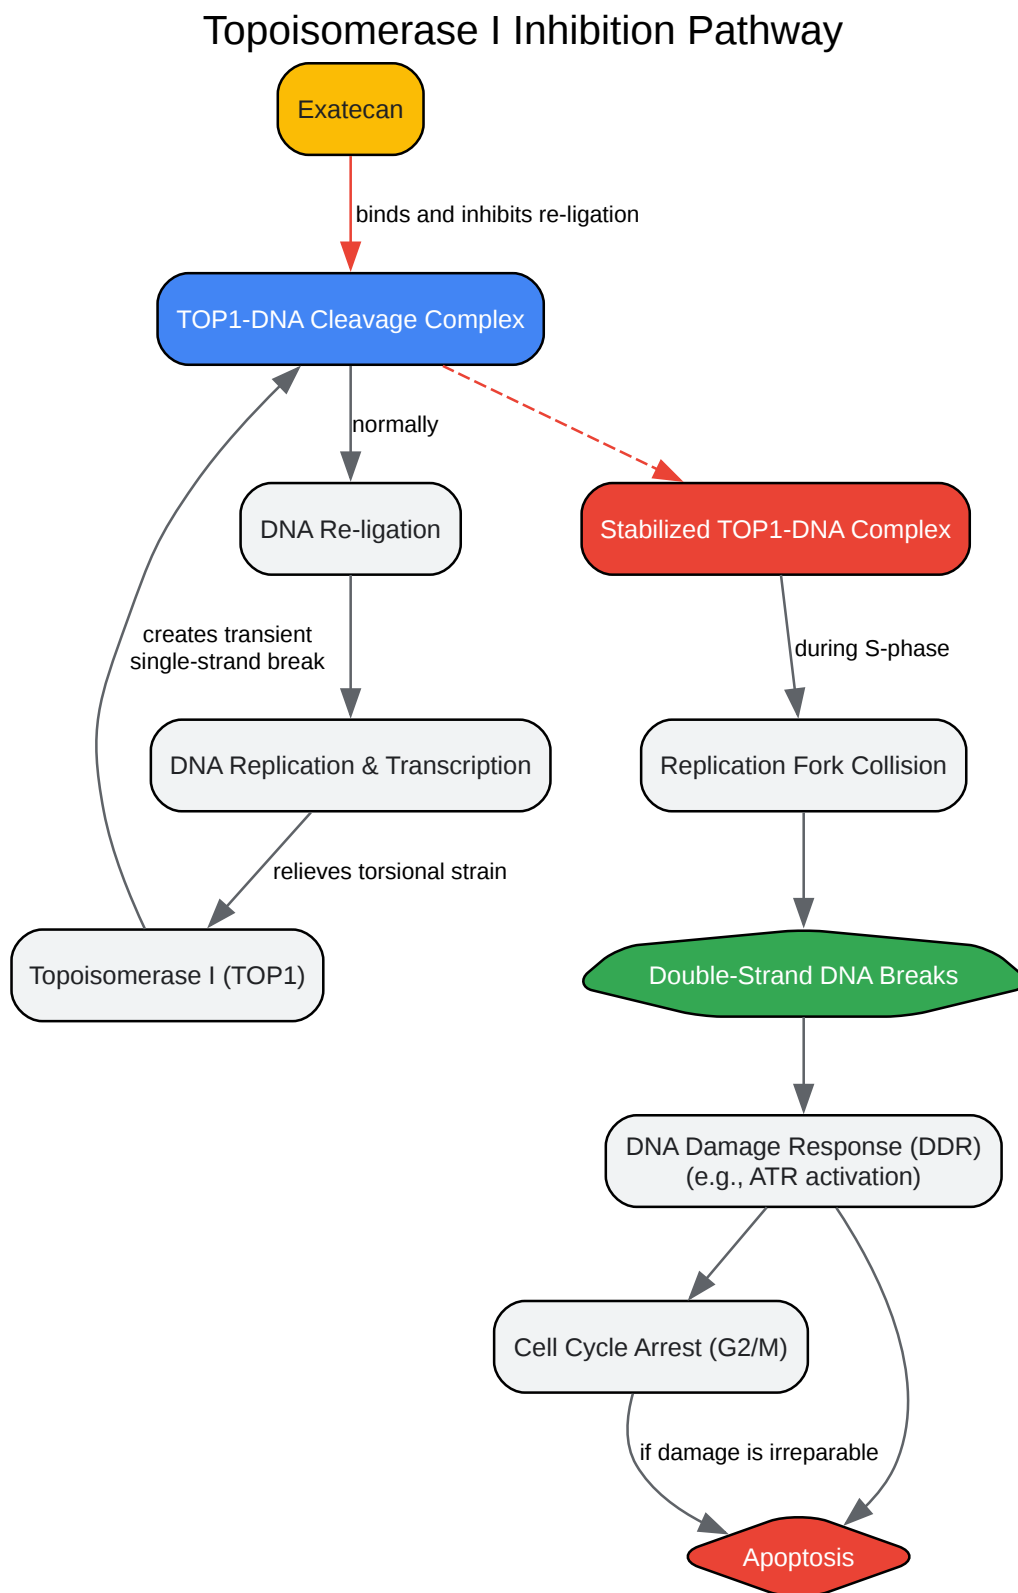 Topoisomerase I Inhibition Pathway
Exatecan
binds and inhibits re-ligation
TOP1-DNA Cleavage Complex
normally
DNA Re-ligation
Stabilized TOP1-DNA Complex
creates transient
single-strand break
during S-phase
DNA Replication & Transcription
Replication Fork Collision
relieves torsional strain
Topoisomerase I (TOP1)
Double-Strand DNA Breaks
DNA Damage Response (DDR)
(e.g., ATR activation)
Cell Cycle Arrest (G2/M)
if damage is irreparable
Apoptosis